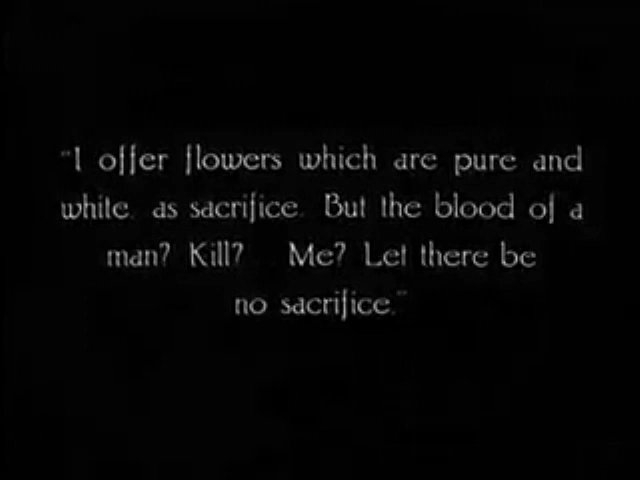 "I offer flowers which are pure and
white, as sacrifice. But the blood of a
man? Kill? Me? Let there be
no sacrifice."